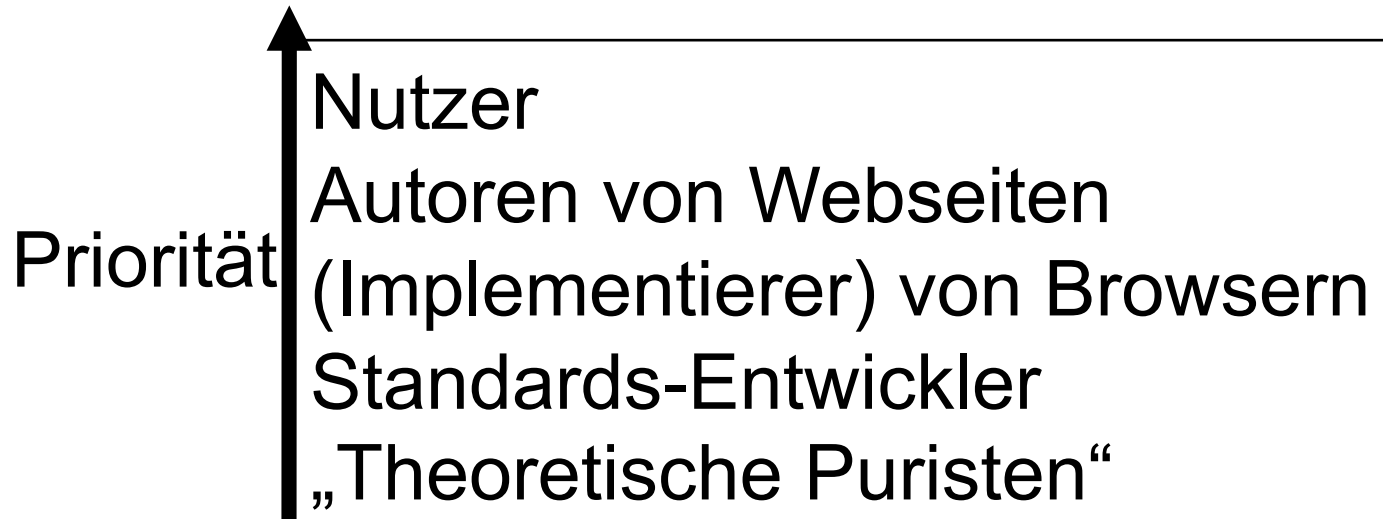 Nutzer
Autoren von Webseiten
Priorität
(Implementierer) von Browsern
Standards-Entwickler
„Theoretische Puristen“